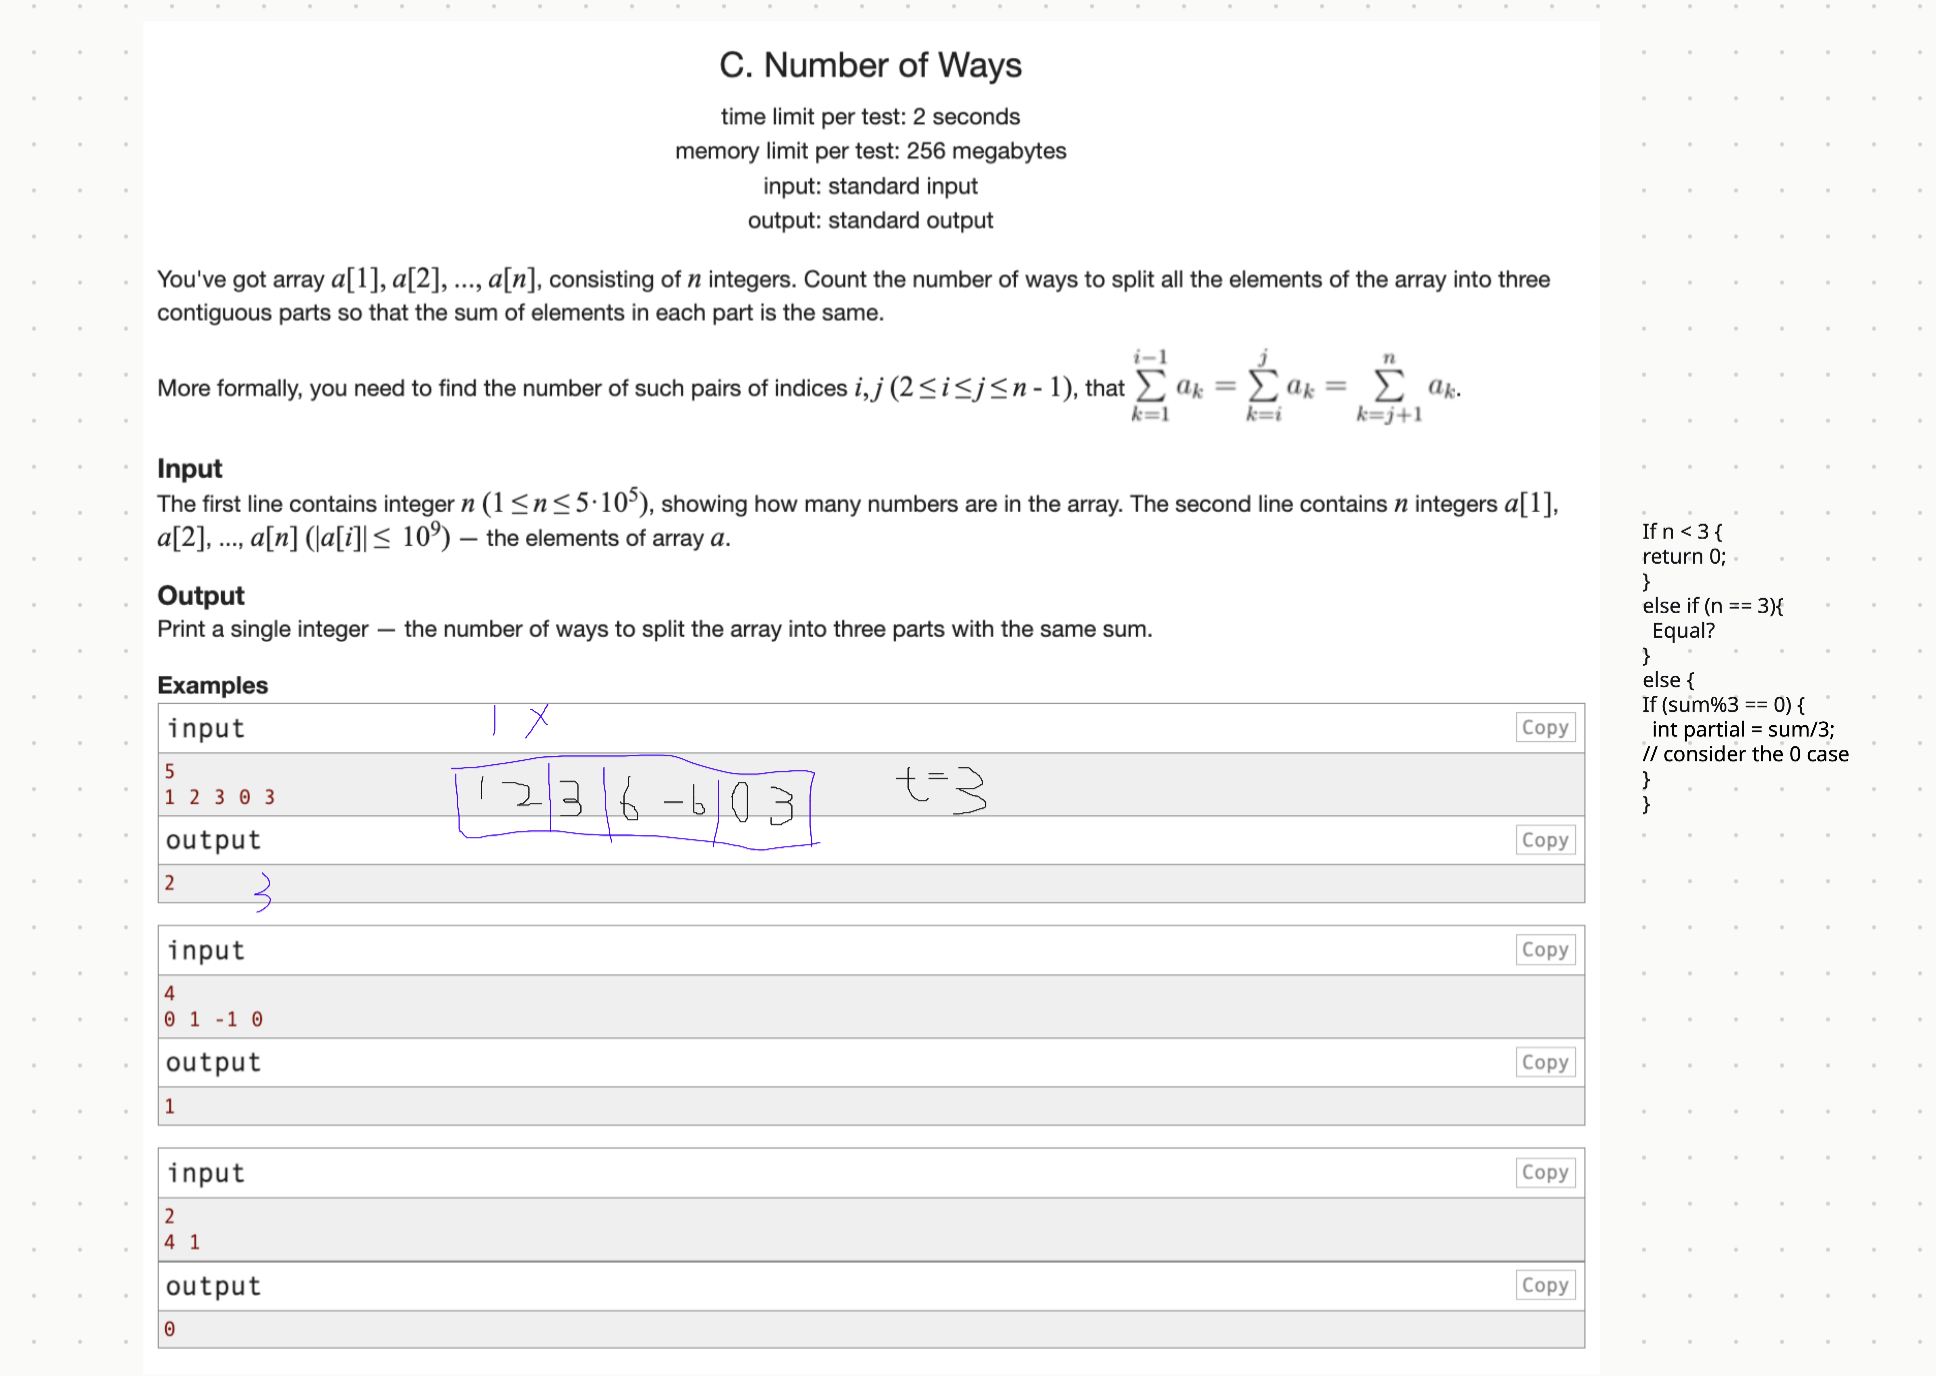 C. Number of Ways
time limit per test: 2 seconds
memory limit per test: 256 megabytes
input: standard input
output: standard output
You've got array a[1], a[2], ..., a[n], consisting of n integers. Count the number of ways to split all the elements of the array into three
contiguous parts so that the sum of elements in each part is the same.
More formally, you need to find the number of such pairs of indices i, j (2 ≤ i ≤ j ≤ n - 1), that \sum_{k=1}^{i-1} a_k = \sum_{k=i}^{j} a_k = \sum_{k=j+1}^{n} a_k.
Input
The first line contains integer n (1 ≤ n ≤ 5·10^5), showing how many numbers are in the array. The second line contains n integers a[1],
a[2], ..., a[n] (|a[i]| ≤ 10^9) — the elements of array a.
Output
Print a single integer — the number of ways to split the array into three parts with the same sum.
Examples
input
1 x
Copy
5
1 2 3 0 3
1 2 | 3 | 6 -6 | 0 3
t=3
output
Copy
2
3
input
Copy
4
0 1 -1 0
output
Copy
1
input
Copy
2
4 1
output
Copy
0
If n < 3 {
return 0;
}
else if (n == 3){
Equal?
}
else {
If (sum%3 == 0) {
int partial = sum/3;
// consider the 0 case
}
}